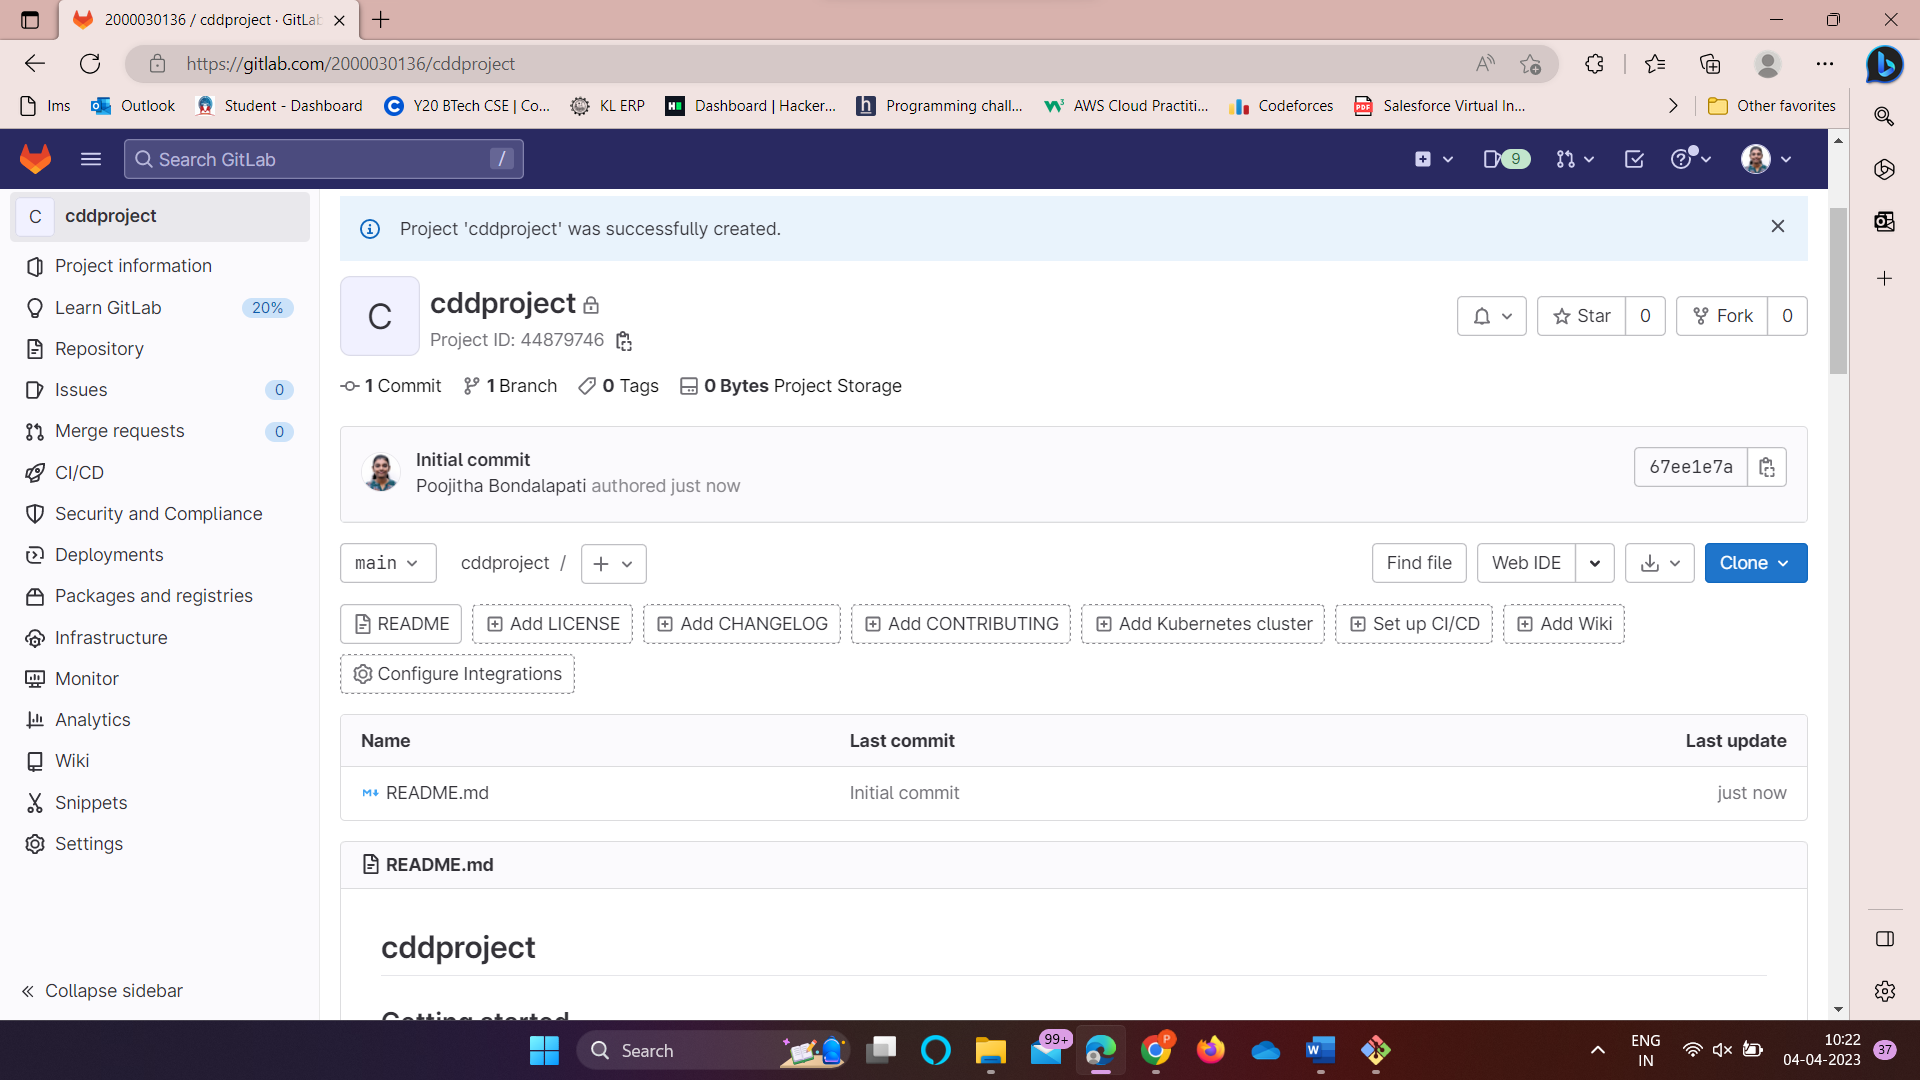 2000030136 / cddproject · GitLab
https://gitlab.com/2000030136/cddproject
Ims
Outlook
Student - Dashboard
Y20 BTech CSE | Co...
KL ERP
Dashboard | Hacker...
Programming chall...
AWS Cloud Practiti...
Codeforces
Salesforce Virtual In...
Other favorites
Search GitLab
/
9
C
cddproject
Project information
Learn GitLab
20%
Repository
Issues
0
Merge requests
0
CI/CD
Security and Compliance
Deployments
Packages and registries
Infrastructure
Monitor
Analytics
Wiki
Snippets
Settings
Collapse sidebar
Project 'cddproject' was successfully created.
C
cddproject
Project ID: 44879746
Star
0
Fork
0
1 Commit
1 Branch
0 Tags
0 Bytes Project Storage
Initial commit
Poojitha Bondalapati authored just now
67ee1e7a
main
cddproject /
Find file
Web IDE
Clone
README
Add LICENSE
Add CHANGELOG
Add CONTRIBUTING
Add Kubernetes cluster
Set up CI/CD
Add Wiki
Configure Integrations
Name
Last commit
Last update
README.md
Initial commit
just now
README.md
cddproject
Getting started
Search
99+
P
ENG
IN
10:22
04-04-2023
37